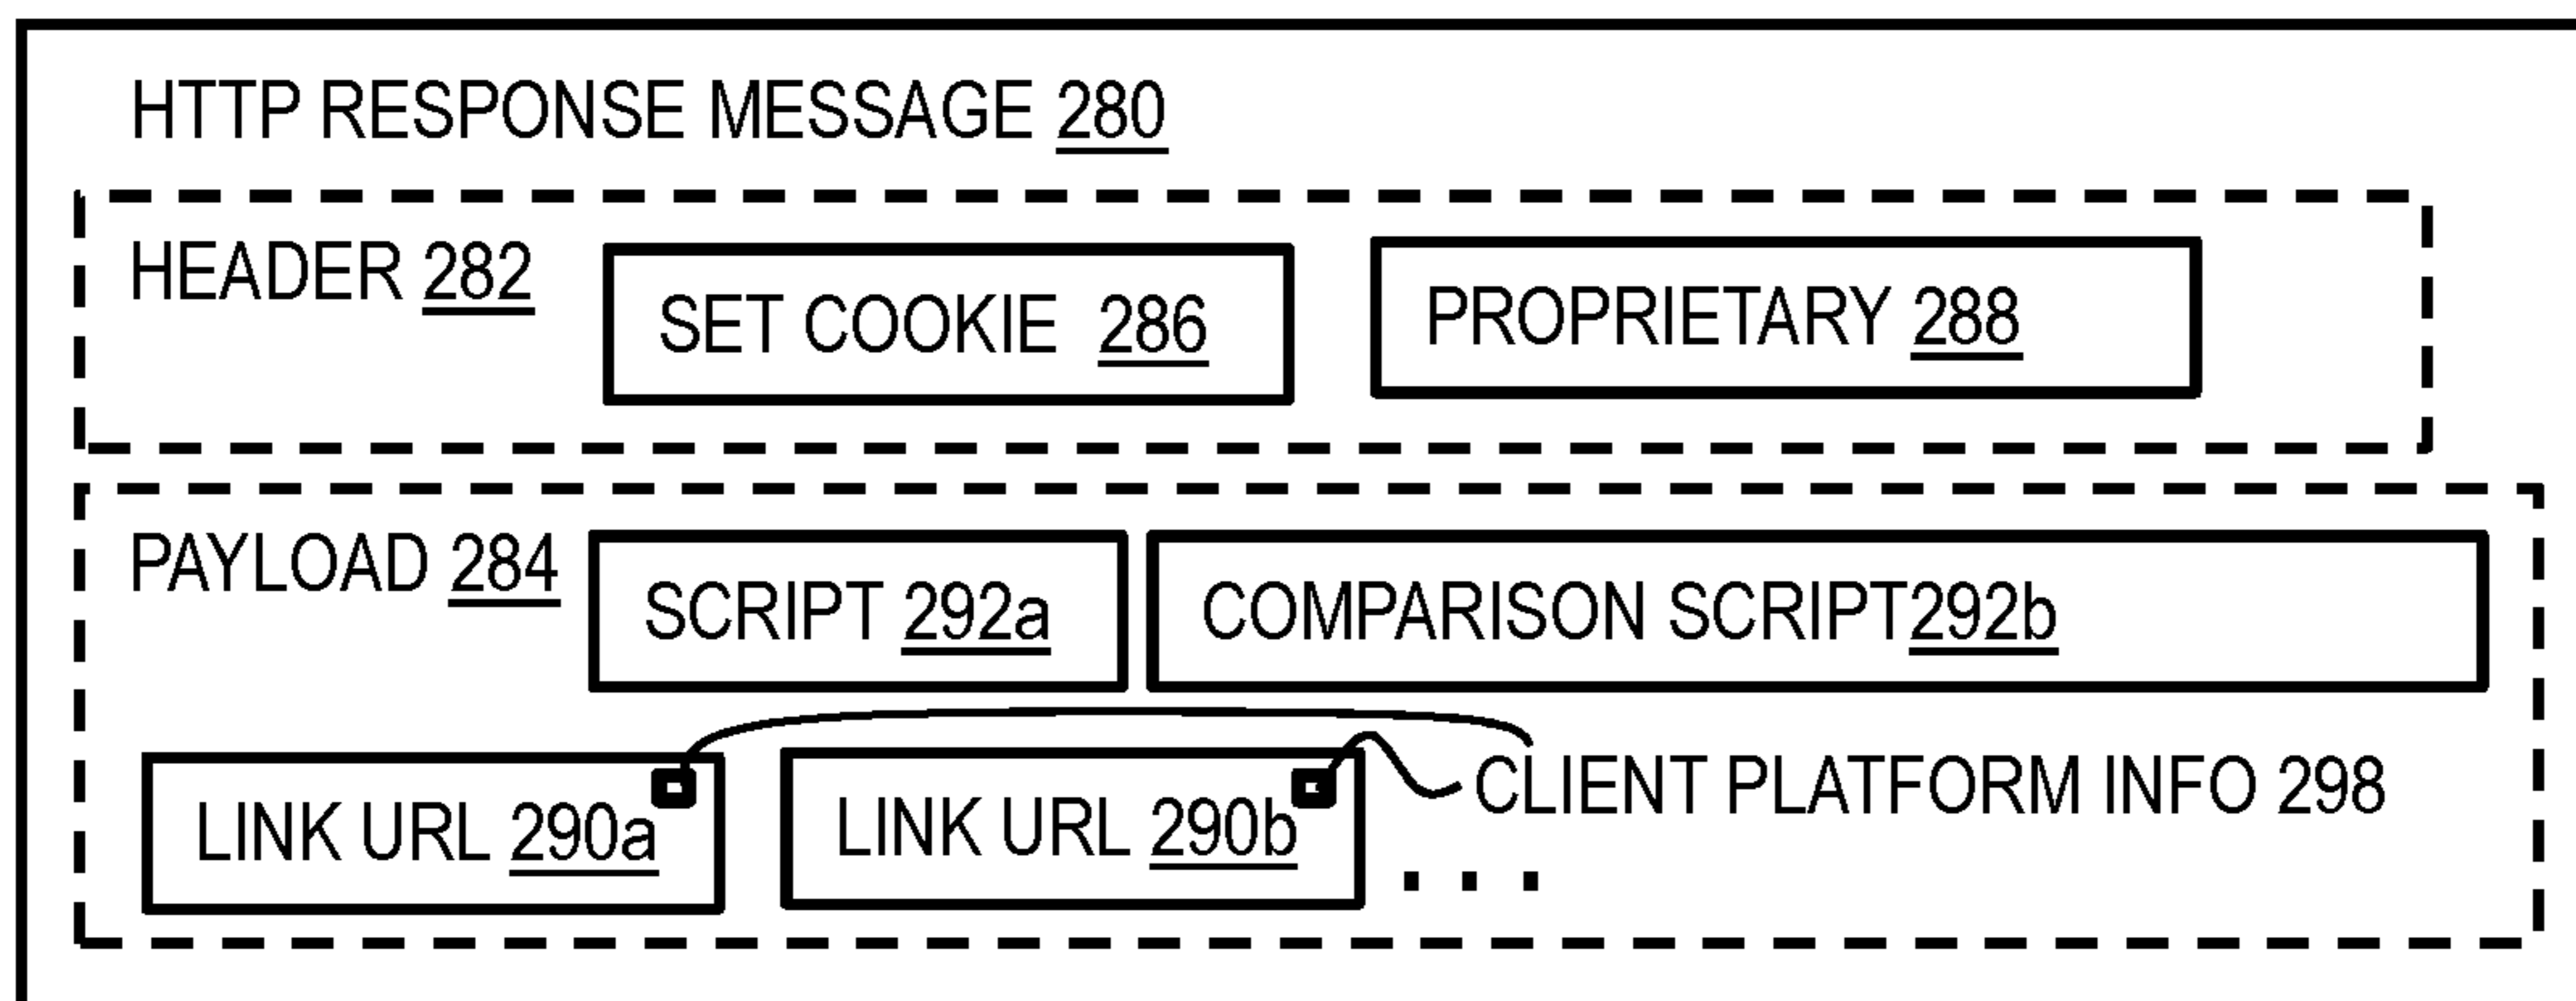 HTTP RESPONSE MESSAGE 280
HEADER 282
SET COOKIE 286
PROPRIETARY 288
PAYLOAD 284
SCRIPT 292a
COMPARISON SCRIPT292b
LINK URL 290a
LINK URL 290b
CLIENT PLATFORM INFO 298
. . .